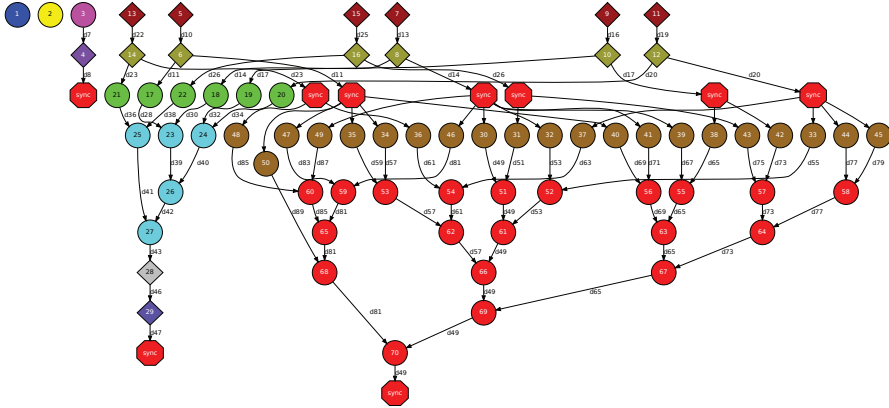 1 2 3 13 5 15 7 9 11
d7 d22 d10 d25 d13 d16 d19
4 14 6 16 8 10 12
d8 d23 d11 d26 d14 d17 d23 d11 d14 d26 d17 d20 d20
sync 21 17 22 18 19 20 sync sync sync sync sync sync
d36 d28 d38 d30 d32 d34
25 23 24 48 47 49 35 34 36 46 30 31 32 37 40 41 39 38 43 42 33 44 45
d39 d40 d85 d83 d87 d59 d57 d61 d81 d49 d51 d53 d63 d69 d71 d67 d65 d75 d73 d55 d77 d79
50
d41 26 60 59 53 54 51 52 56 55 57 58
d42 d89 d85 d81 d57 d61 d49 d53 d69 d65 d73 d77
27 65 62 61 63 64
d43 d81 d57 d49 d65 d73
28 68 66 67
d46 d49 d65
29 d81 69
d47 d49
sync 70
d49
sync